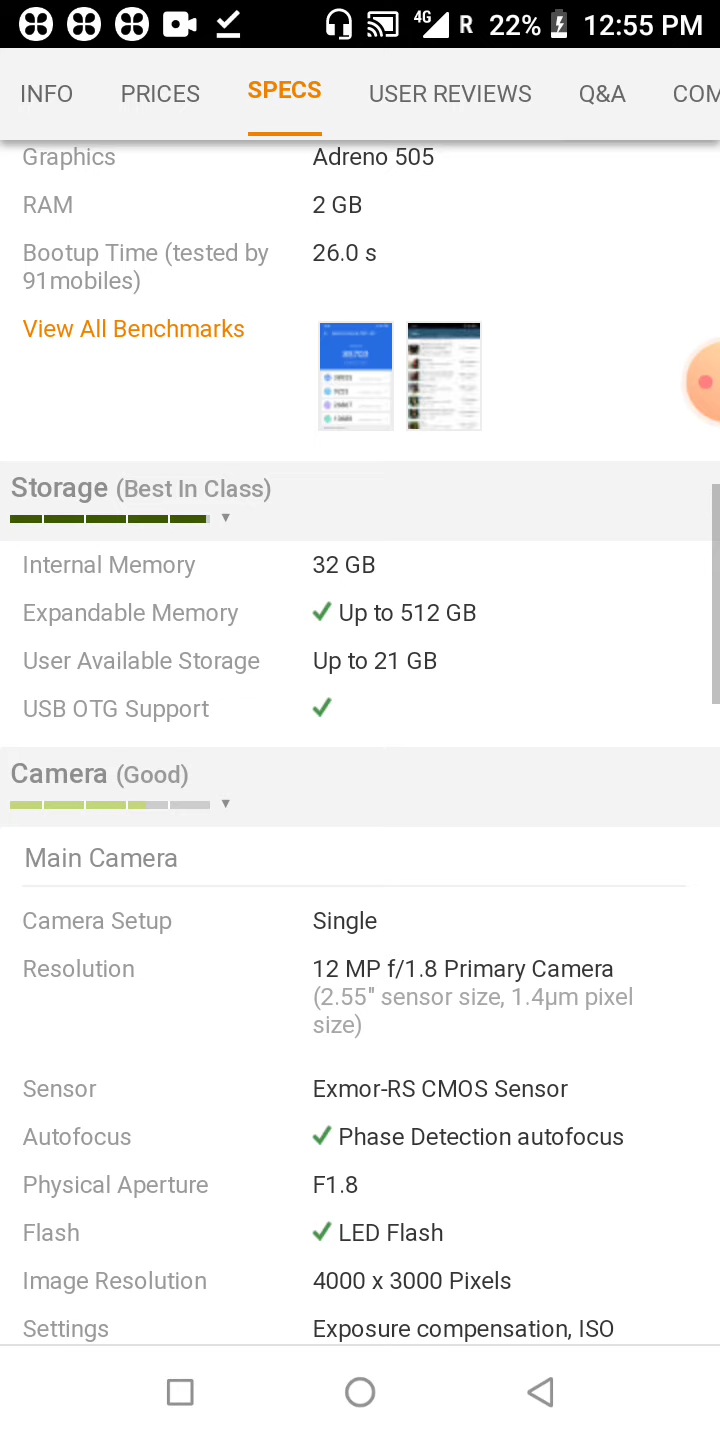 4G R 22% 12:55 PM
INFO PRICES SPECS USER REVIEWS Q&A COM
Graphics Adreno 505
RAM 2 GB
Bootup Time (tested by 26.0 s
91mobiles)
View All Benchmarks
Storage (Best In Class)
Internal Memory 32 GB
Expandable Memory Up to 512 GB
User Available Storage Up to 21 GB
USB OTG Support
Camera (Good)
Main Camera
Camera Setup Single
Resolution 12 MP f/1.8 Primary Camera
(2.55" sensor size, 1.4μm pixel
size)
Sensor Exmor-RS CMOS Sensor
Autofocus Phase Detection autofocus
Physical Aperture F1.8
Flash LED Flash
Image Resolution 4000 x 3000 Pixels
Settings Exposure compensation, ISO